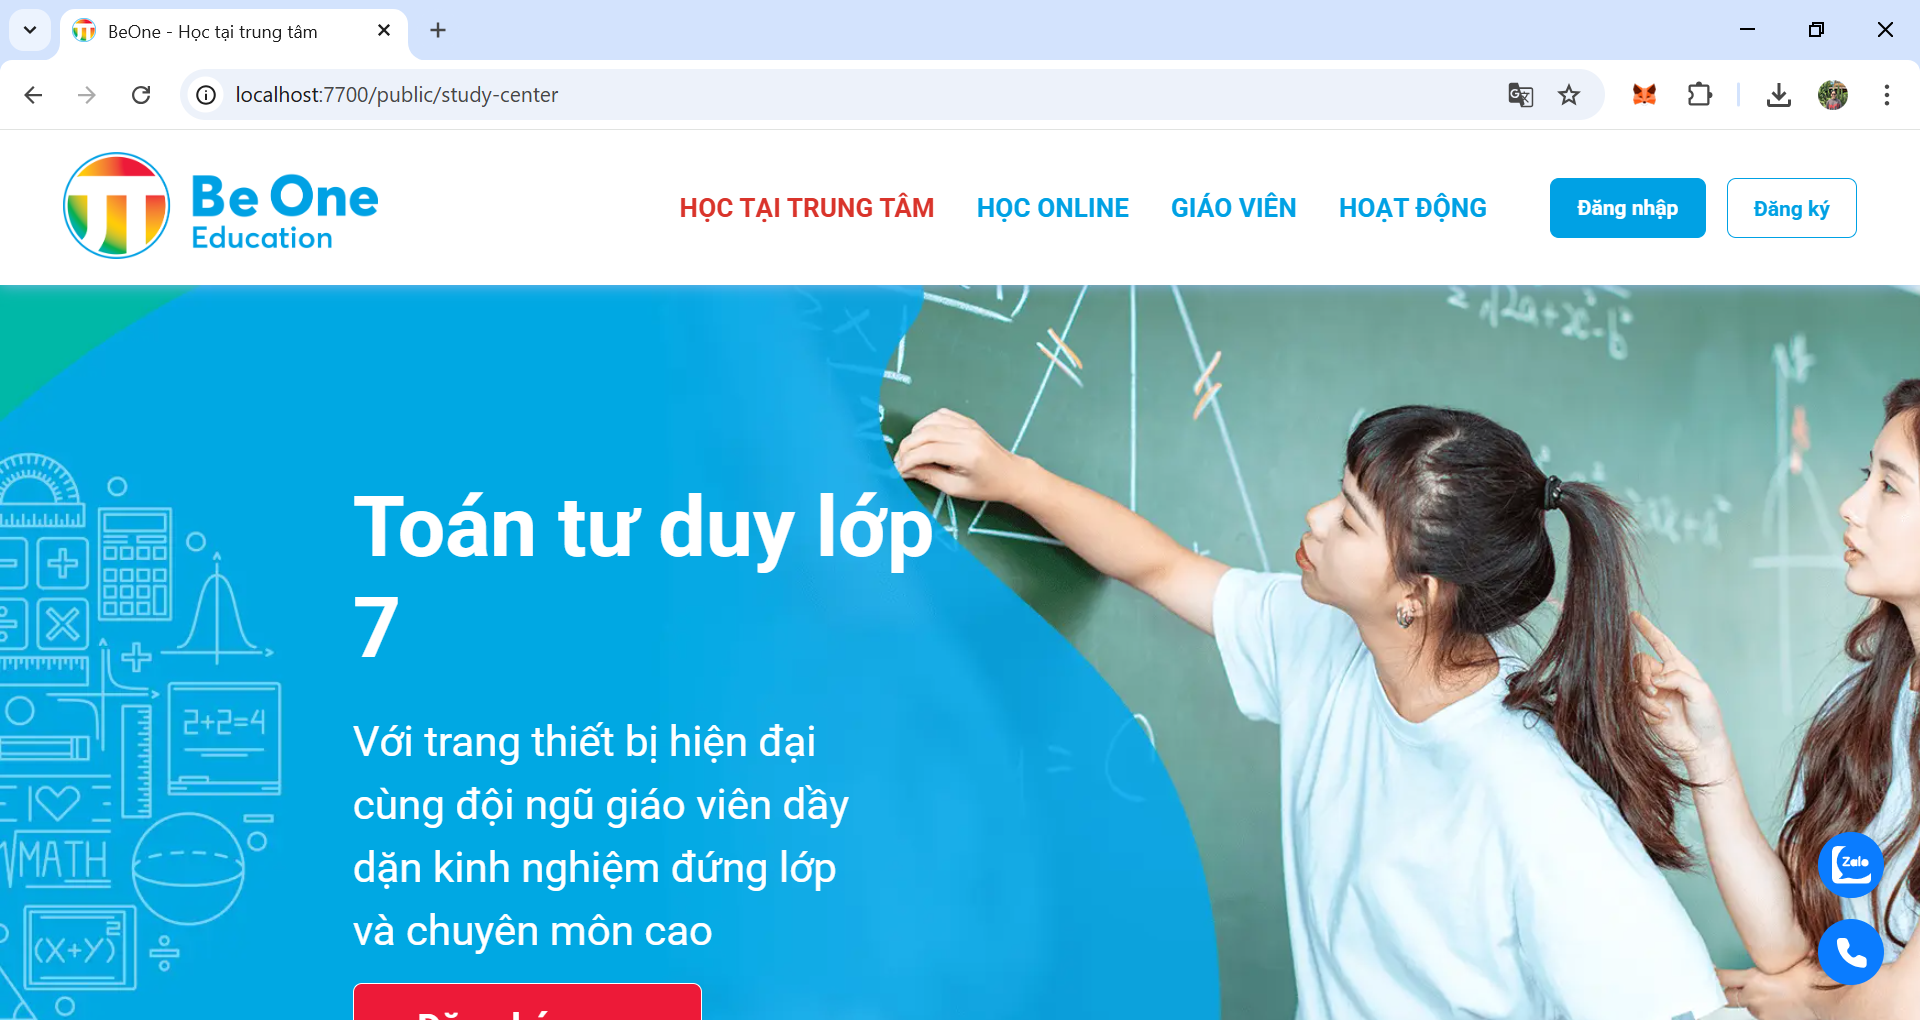 BeOne - Học tại trung tâm
localhost:7700/public/study-center
Be One
Education
HỌC TẠI TRUNG TÂM
HỌC ONLINE
GIÁO VIÊN
HOẠT ĐỘNG
Đăng nhập
Đăng ký
Toán tư duy lớp
7
Với trang thiết bị hiện đại
cùng đội ngũ giáo viên dầy
dặn kinh nghiệm đứng lớp
và chuyên môn cao
2+2=4
MATH
(X+Y)²
Zalo